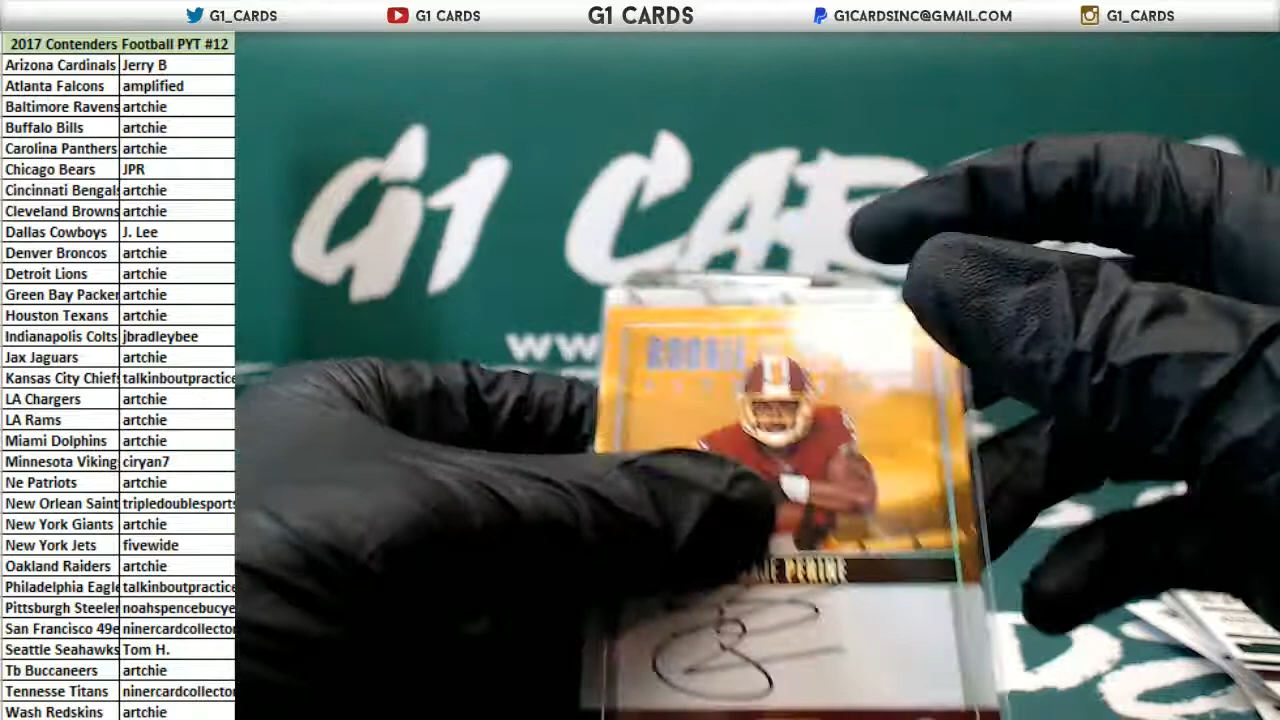 G1_CARDS
G1 CARDS
G1 CARDS
G1CARDSINC@GMAIL.COM
G1_CARDS
2017 Contenders Football PYT #12
Arizona Cardinals Jerry B
Atlanta Falcons amplified
Baltimore Ravens artchie
Buffalo Bills artchie
Carolina Panthers artchie
Chicago Bears JPR
Cincinnati Bengals artchie
Cleveland Browns artchie
Dallas Cowboys J. Lee
Denver Broncos artchie
Detroit Lions artchie
Green Bay Packer artchie
Houston Texans artchie
Indianapolis Colts jbradleybee
Jax Jaguars artchie
Kansas City Chiefs talkinboutpractice
LA Chargers artchie
LA Rams artchie
Miami Dolphins artchie
Minnesota Viking ciryan7
Ne Patriots artchie
New Orlean Saint tripledoublesports
New York Giants artchie
New York Jets fivewide
Oakland Raiders artchie
Philadelphia Eagle talkinboutpractice
Pittsburgh Steeler noahspencebucye
San Francisco 49e ninercardcollector
Seattle Seahawks Tom H.
Tb Buccaneers artchie
Tennesse Titans ninercardcollector
Wash Redskins artchie
G1 CAR
ww
ROOKIE
PERINE